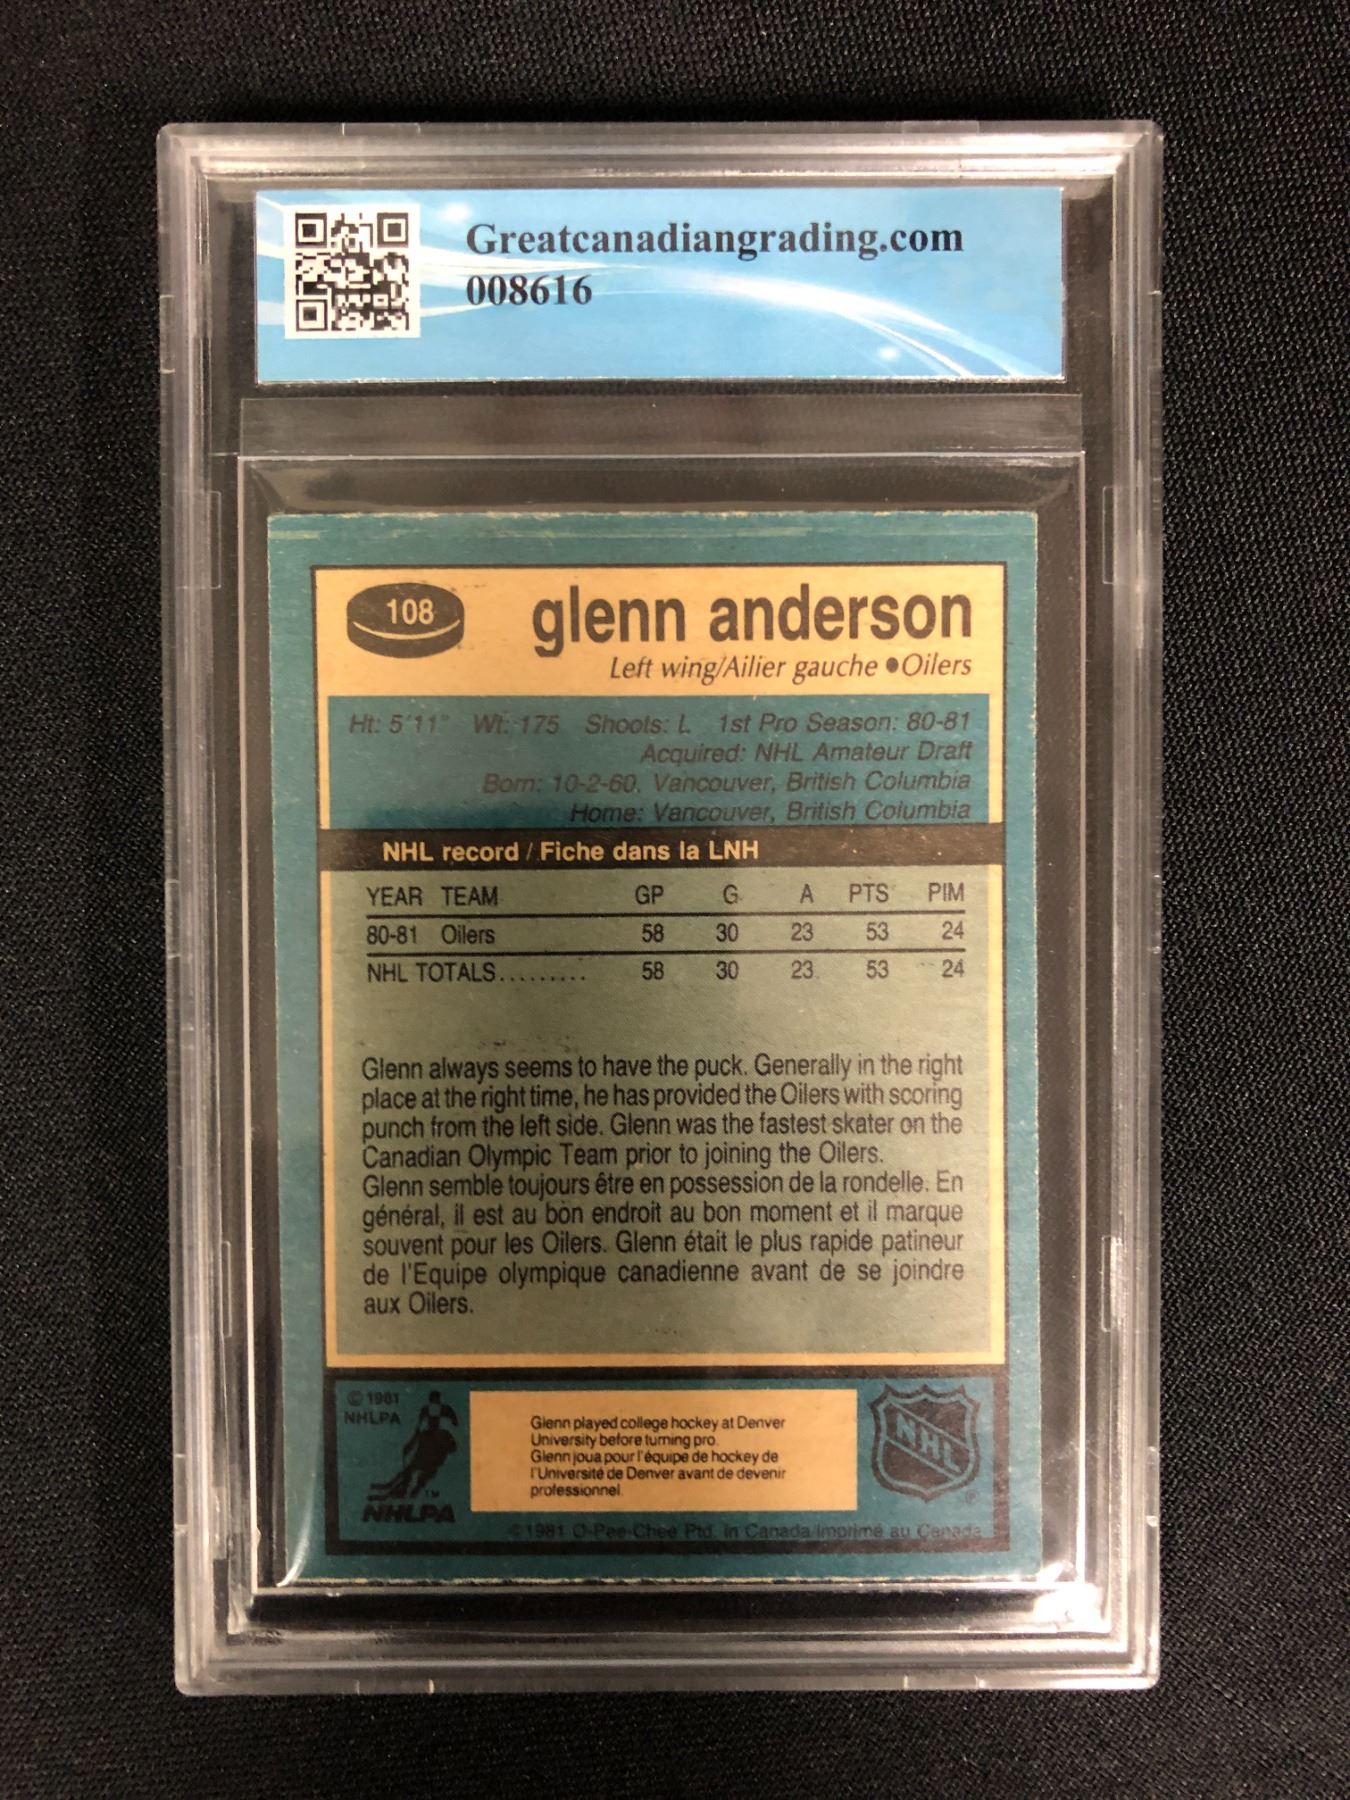 Greatcanadiangrading.com
008616
108
glenn anderson
Left wing/Ailier gauche ● Oilers
Ht: 5'11" Wt: 175 Shoots: L 1st Pro Season: 80-81
Acquired: NHL Amateur Draft
Born: 10-2-60, Vancouver, British Columbia
Home: Vancouver, British Columbia
NHL record / Fiche dans la LNH
YEAR TEAM GP G A PTS PIM
80-81 Oilers 58 30 23 53 24
NHL TOTALS......... 58 30 23 53 24
Glenn always seems to have the puck. Generally in the right
place at the right time, he has provided the Oilers with scoring
punch from the left side. Glenn was the fastest skater on the
Canadian Olympic Team prior to joining the Oilers.
Glenn semble toujours être en possession de la rondelle. En
général, il est au bon endroit au bon moment et il marque
souvent pour les Oilers. Glenn était le plus rapide patineur
de l'Equipe olympique canadienne avant de se joindre
aux Oilers.
© 1981
NHLPA
TM
NHLPA
Glenn played college hockey at Denver
University before turning pro.
Glenn joua pour l'équipe de hockey de
l'Université de Denver avant de devenir
professionnel.
NHL
®
© 1981 O-Pee-Chee Ptd. in Canada/Imprimé au Canada